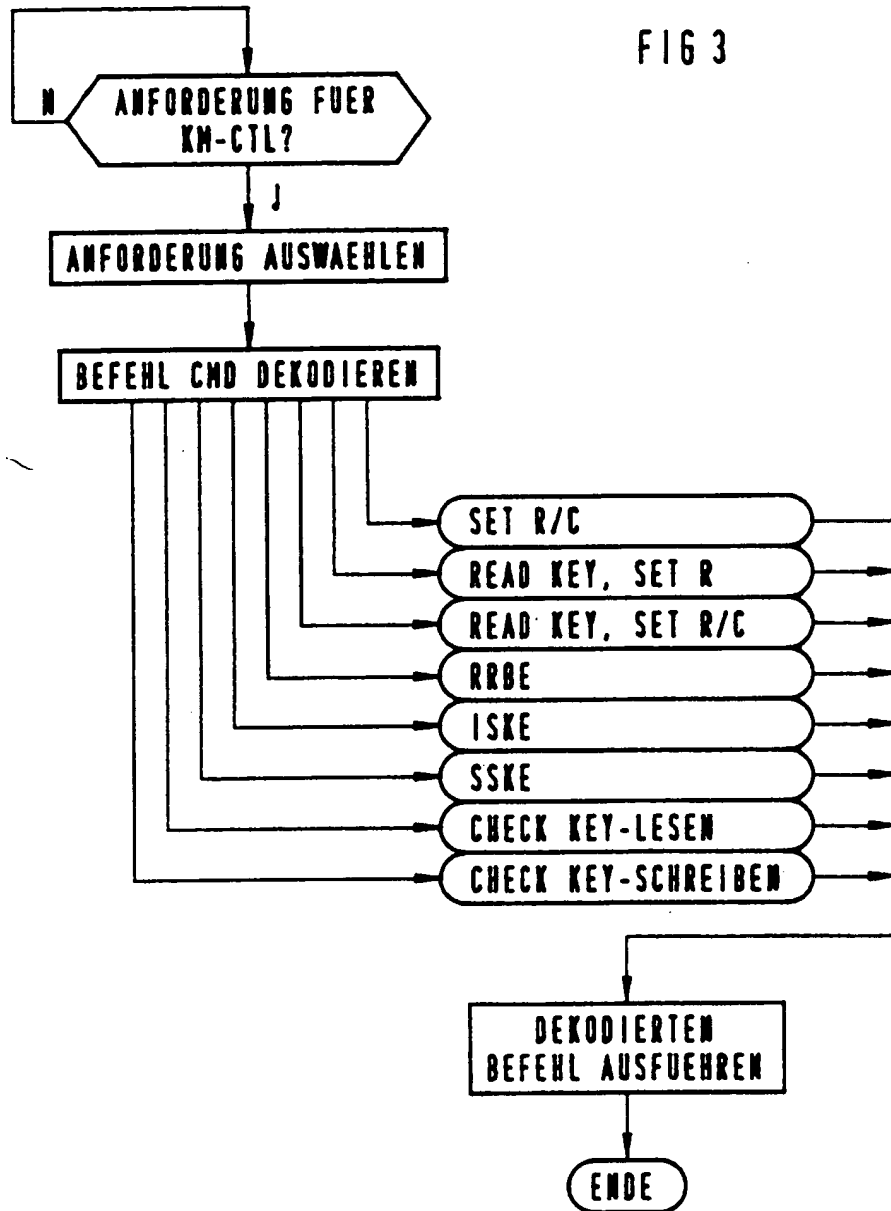 FIG 3
N
ANFORDERUNG FUER
KM-CTL?
J
ANFORDERUNG AUSWAEHLEN
BEFEHL CMD DEKODIEREN
SET R/C
READ KEY, SET R
READ KEY, SET R/C
RRBE
ISKE
SSKE
CHECK KEY-LESEN
CHECK KEY-SCHREIBEN
DEKODIERTEN
BEFEHL AUSFUEHREN
ENDE